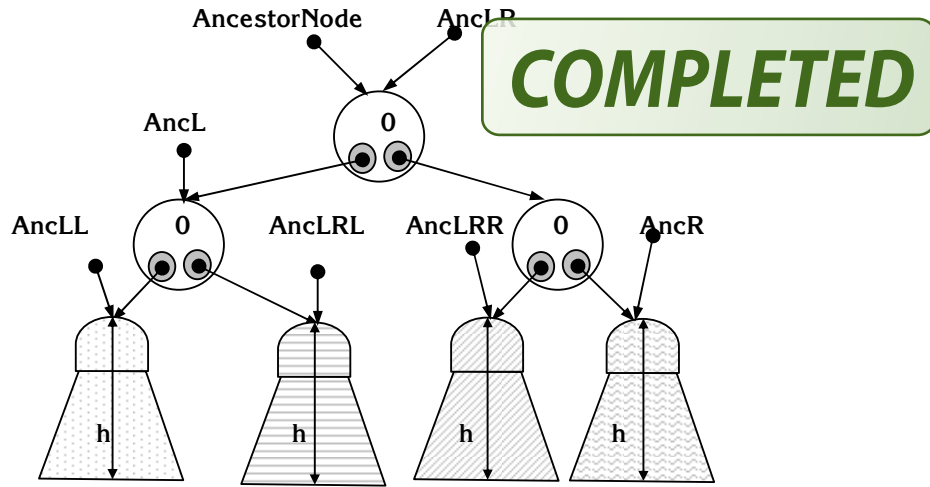 AncestorNode
AncLR
COMPLETED
0
AncL
AncLL
0
AncLRL
AncLRR
0
AncR
h
h
h
h